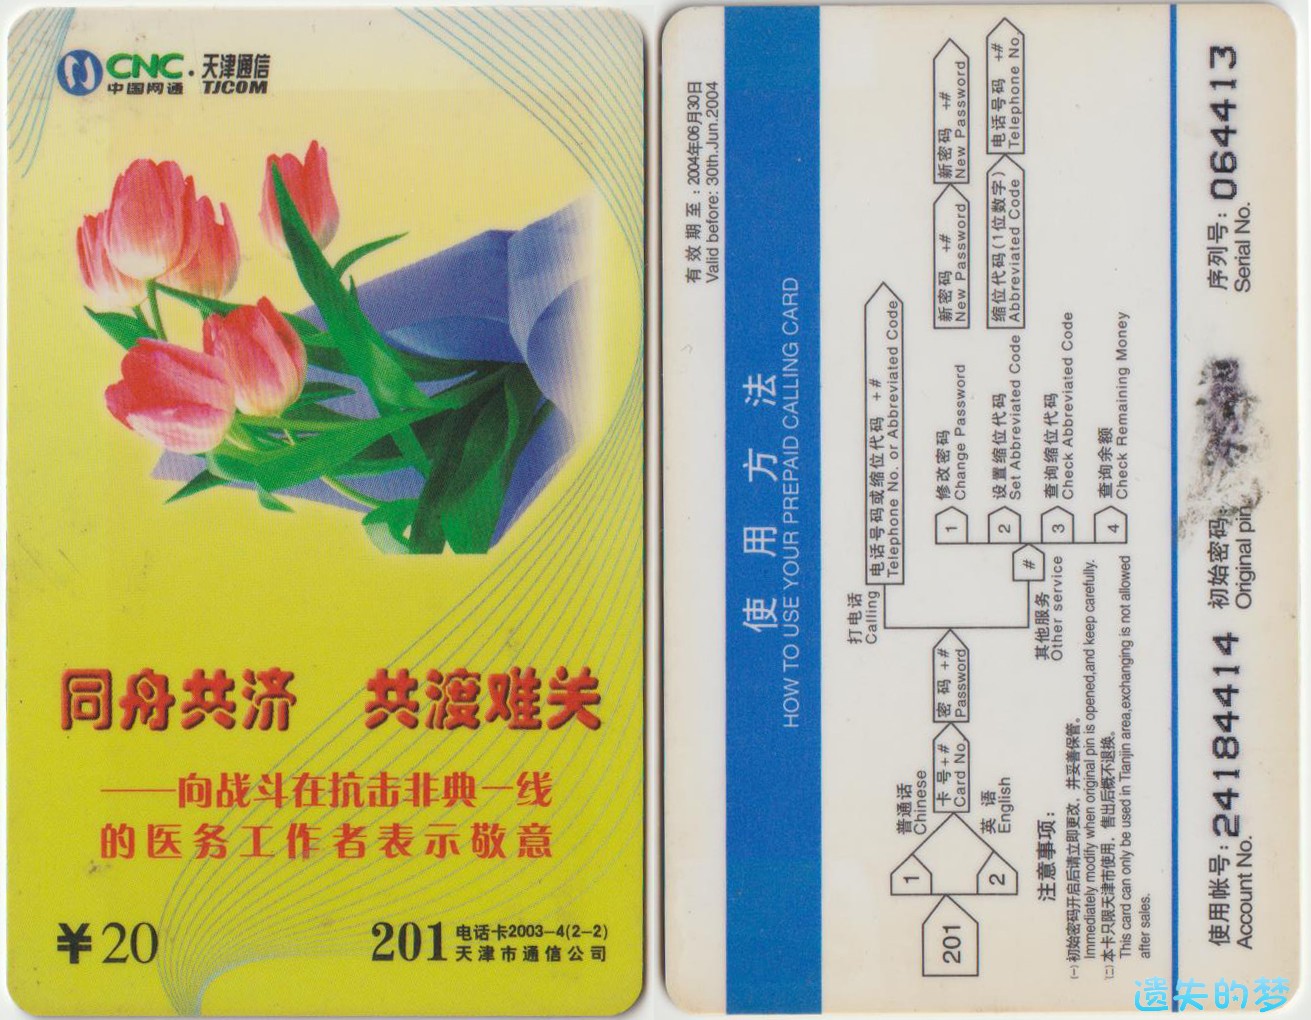 CNC·天津通信
中国网通 TJCOM
同舟共济 共渡难关
——向战斗在抗击非典一线
的医务工作者表示敬意
¥20
201 电话卡2003-4(2-2)
天津市通信公司
有效期至:2004年06月30日
Valid before: 30th.Jun.2004
使用方法
HOW TO USE YOUR PREPAID CALLING CARD
201
1
普通话
Chinese
2
英语
English
卡号+#
Card No.
密码+#
Password
打电话
Calling
电话号码或缩位代码 +#
Telephone No. or Abbreviated Code
其他服务
Other service
#
1
修改密码
Change Password
新密码 +#
New Password
新密码 +#
New Password
2
设置缩位代码
Set Abbreviated Code
缩位代码(1位数字)
Abbreviated Code
电话号码 +#
Telephone No.
3
查询缩位代码
Check Abbreviated Code
4
查询余额
Check Remaining Money
注意事项:
(一)初始密码开启后请立即更改,并妥善保管。
Immediately modify when original pin is opened,and keep carefully.
(二)本卡只限天津市使用,售出后概不退换。
This card can only be used in Tianjin area,exchanging is not allowed
after sales.
使用帐号:24184414 初始密码: 序列号:064413
Account No. Original pin. Serial No.
遗失的梦